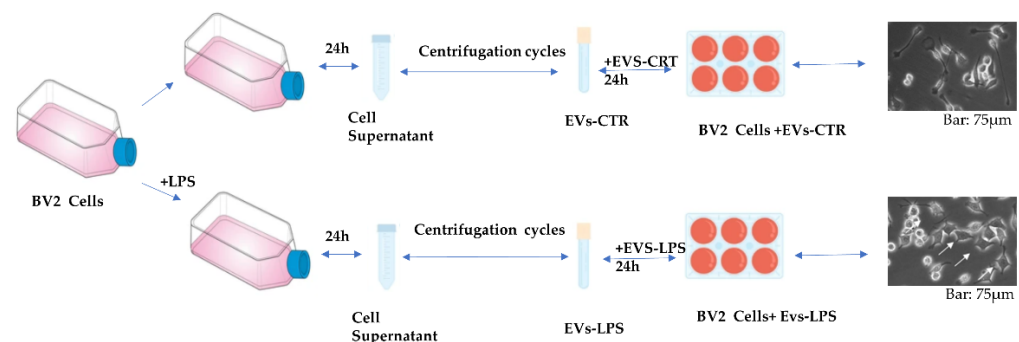 24h
Centrifugation cycles
+EVS-CRT
24h
Cell
Supernatant
EVs-CTR
BV2 Cells +EVs-CTR
Bar: 75µm
BV2 Cells
+LPS
24h
Centrifugation cycles
+EVS-LPS
24h
Cell
Supernatant
EVs-LPS
BV2 Cells+ Evs-LPS
Bar: 75µm